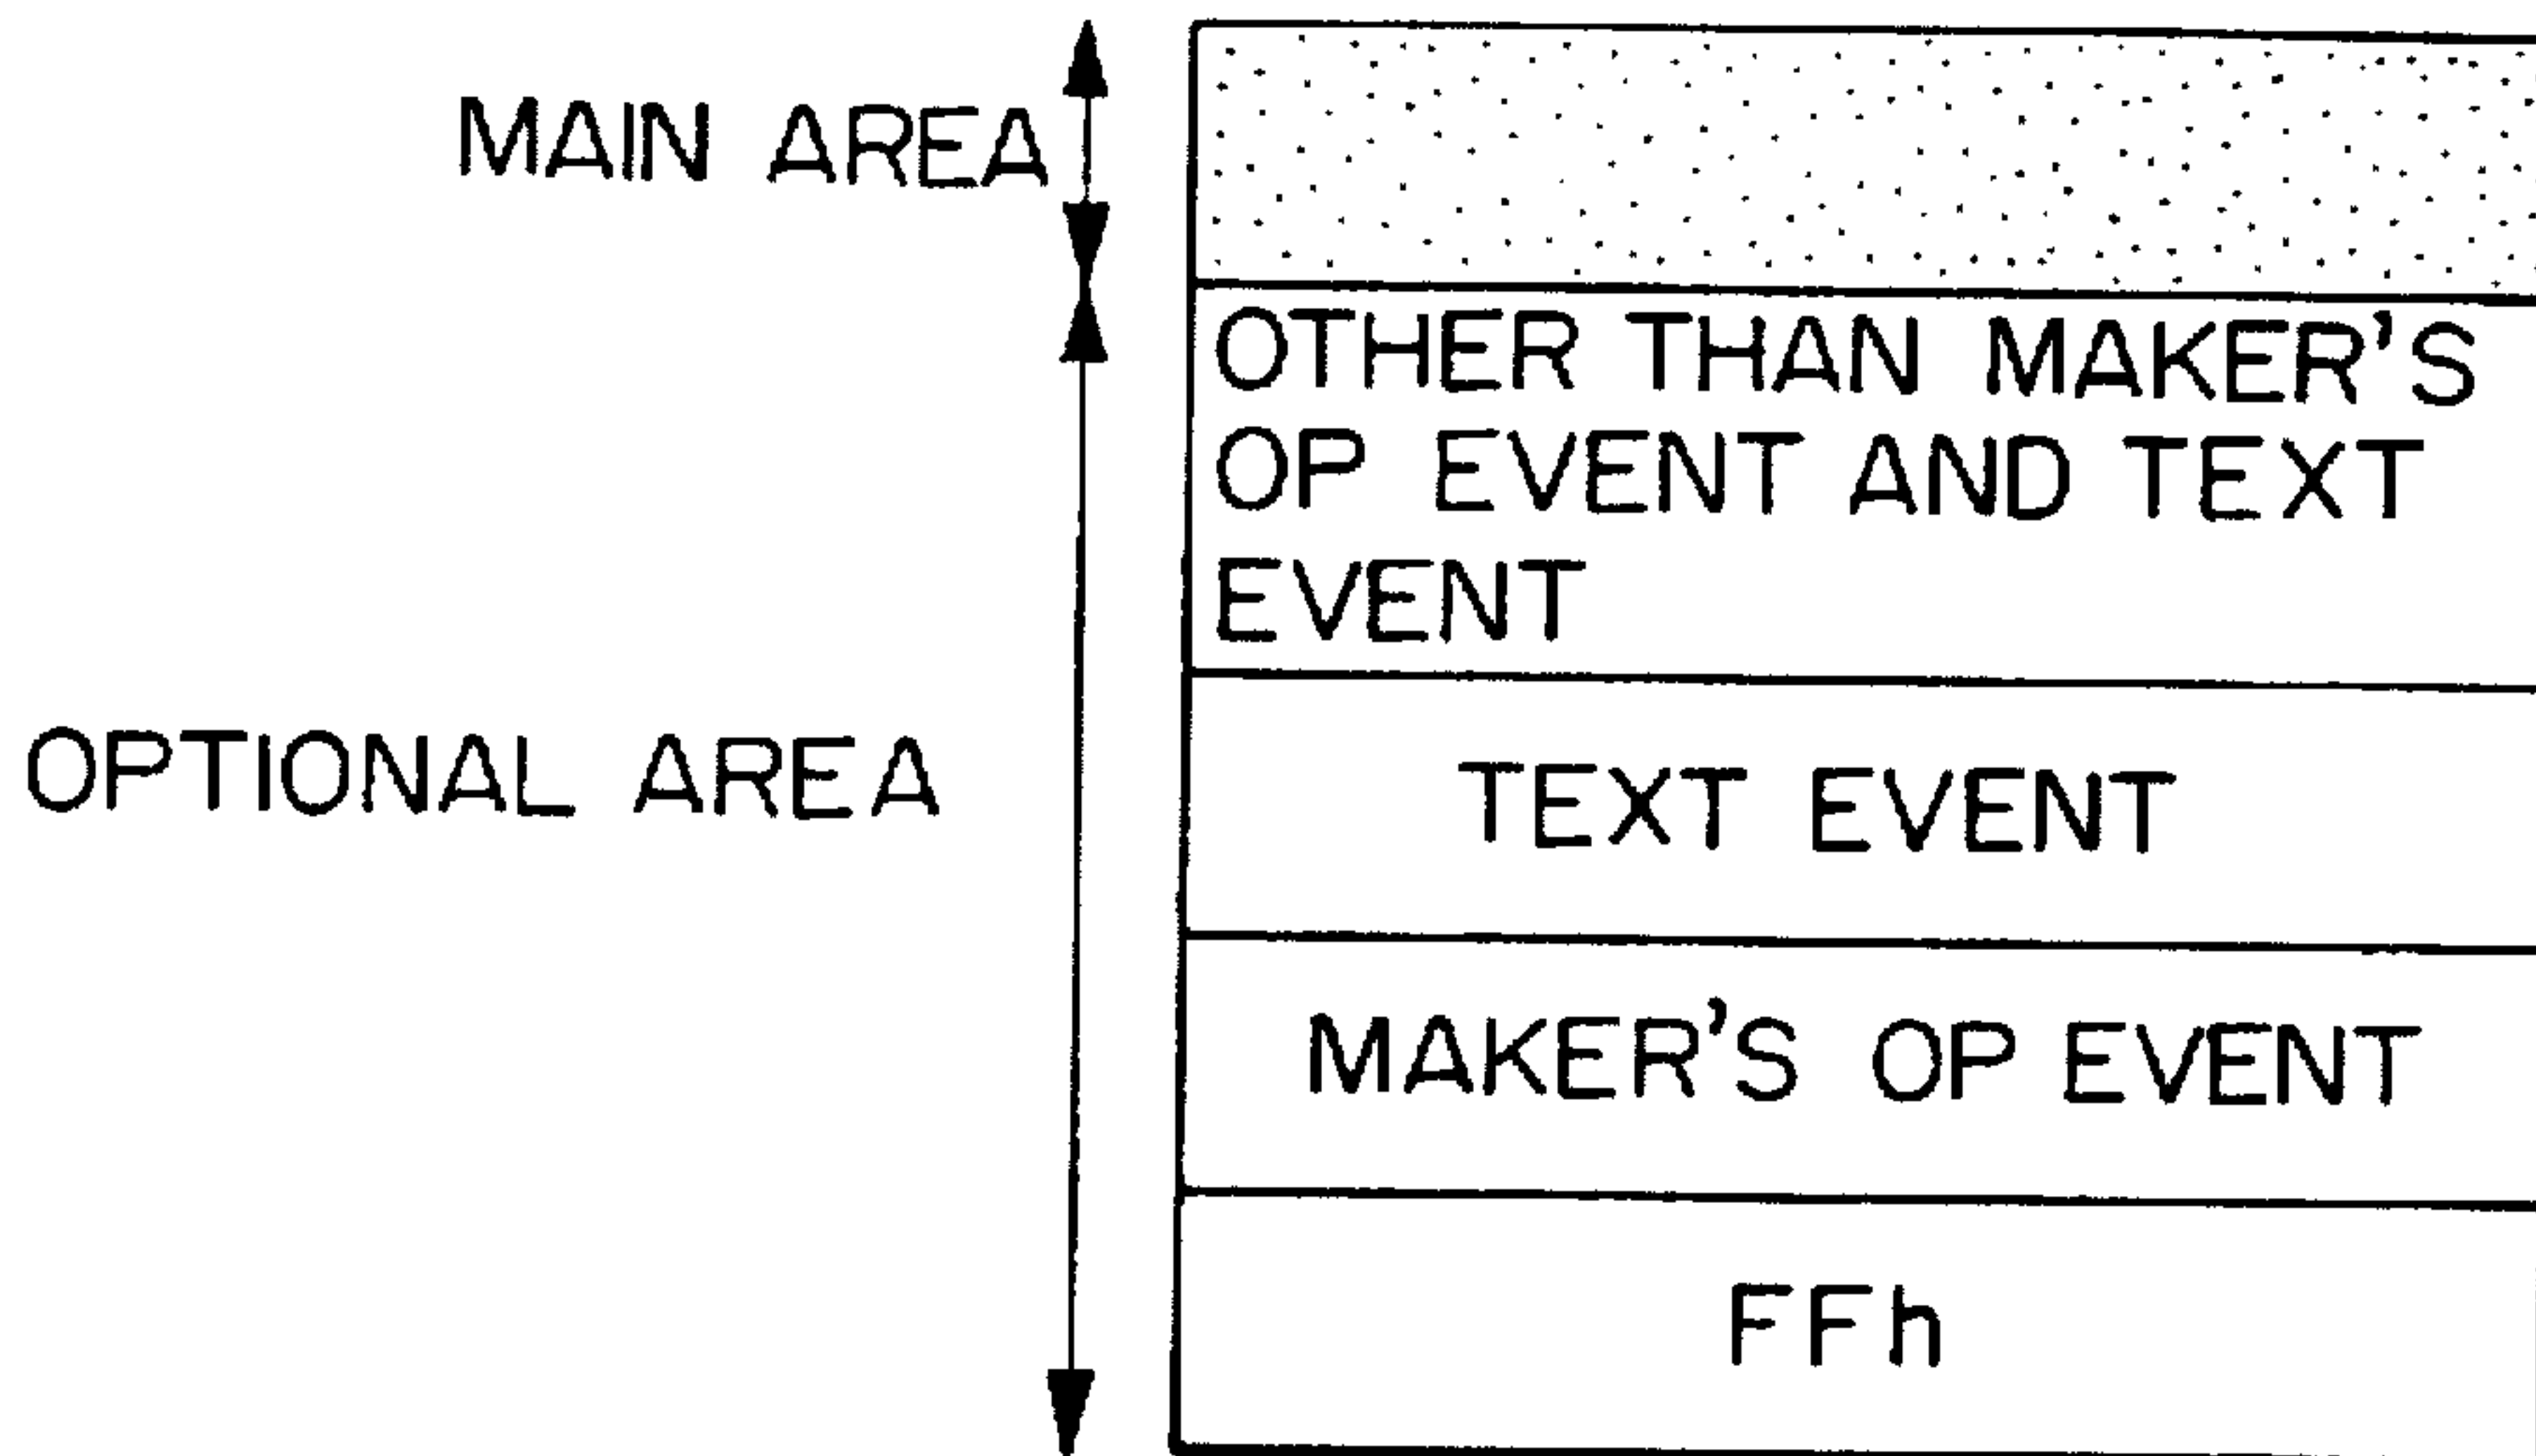 MAIN AREA
OTHER THAN MAKER'S
OP EVENT AND TEXT
EVENT
OPTIONAL AREA
TEXT EVENT
MAKER'S OP EVENT
FFh